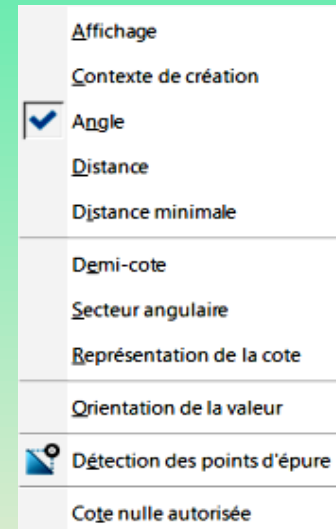 Affichage
Contexte de création
Angle
Distance
Distance minimale
Demi-cote
Secteur angulaire
Représentation de la cote
Orientation de la valeur
Détection des points d'épure
Cote nulle autorisée